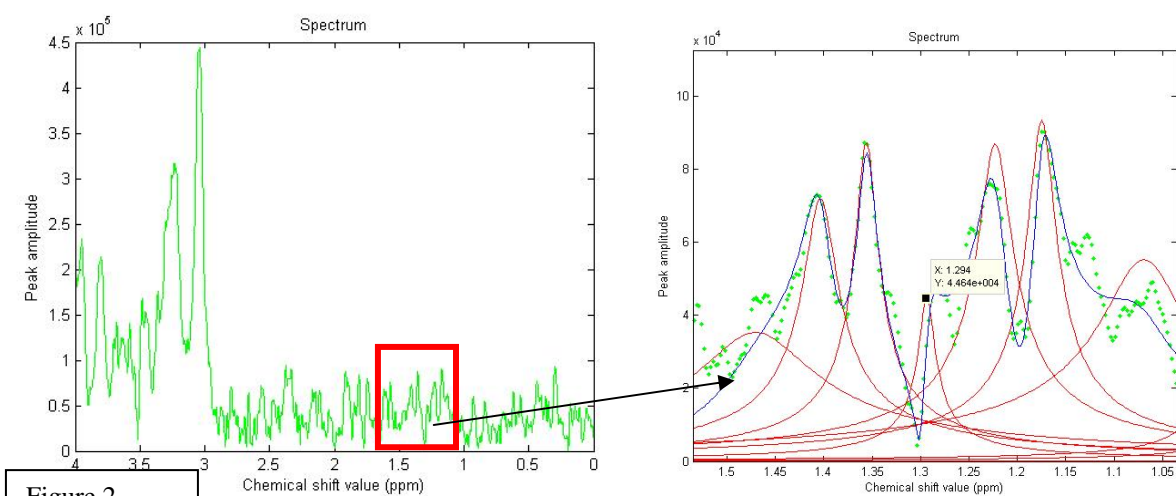 Spectrum
x 10^5
4.5
4
3.5
3
2.5
2
1.5
1
0.5
0
4 3.5 3 2.5 2 1.5 1 0.5 0
Peak amplitude
Chemical shift value (ppm)
Figure 2
Spectrum
x 10^4
10
8
6
4
2
0
X: 1.294
Y: 4.464e+004
1.5 1.45 1.4 1.35 1.3 1.25 1.2 1.15 1.1 1.05
Peak amplitude
Chemical shift value (ppm)